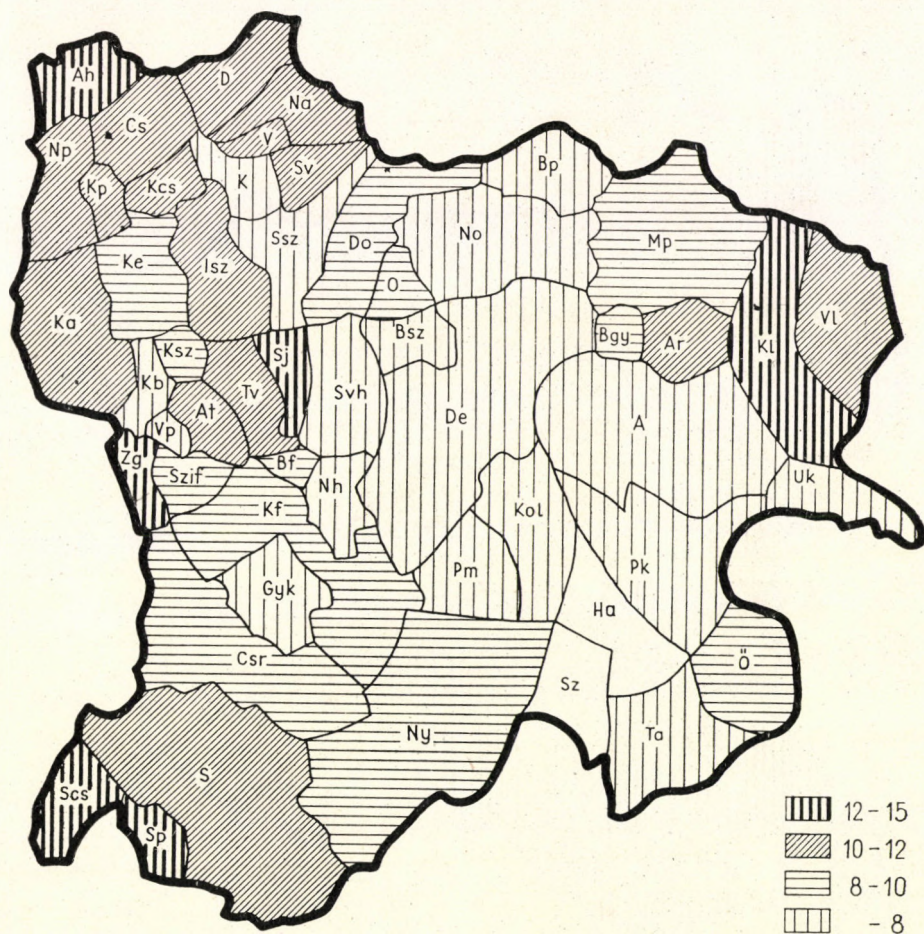 Ah
D
Cs
Na
Np
V
Sv
Bp
Kp
Kcs
K
Ssz
Do
No
Mp
Ke
Isz
O
Ka
Ksz
Sj
Bsz
Bgy
Ar
Kl
Vl
Kb
At
Tv
Svh
De
A
Vp
Zg
Szif
Bf
Nh
Kf
Kol
Uk
Gyk
Pm
Pk
Ha
Csr
Sz
Ö
Ny
Ta
S
Scs
Sp
12 – 15
10 – 12
8 – 10
– 8